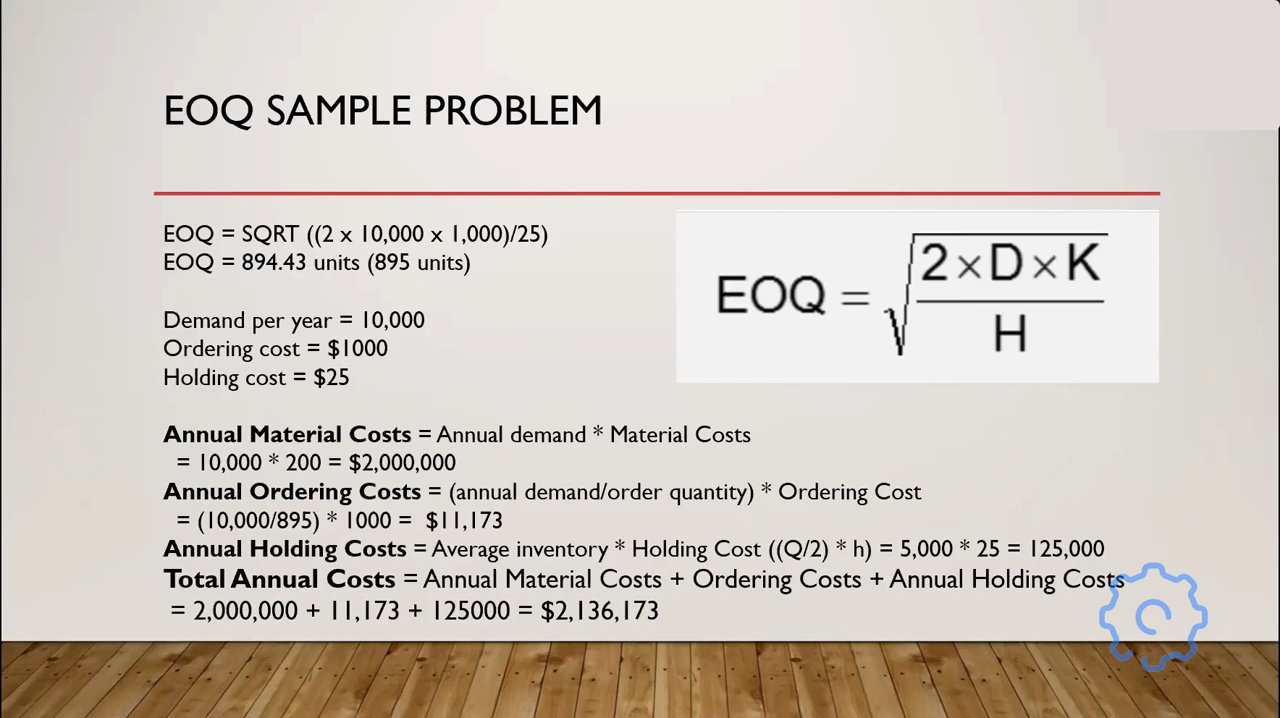 EOQ SAMPLE PROBLEM
EOQ = SQRT ((2 x 10,000 x 1,000)/25)
EOQ = 894.43 units (895 units)
EOQ = √(2×D×K / H)
Demand per year = 10,000
Ordering cost = $1000
Holding cost = $25
Annual Material Costs = Annual demand * Material Costs
= 10,000 * 200 = $2,000,000
Annual Ordering Costs = (annual demand/order quantity) * Ordering Cost
= (10,000/895) * 1000 = $11,173
Annual Holding Costs = Average inventory * Holding Cost ((Q/2) * h) = 5,000 * 25 = 125,000
Total Annual Costs = Annual Material Costs + Ordering Costs + Annual Holding Costs
= 2,000,000 + 11,173 + 125000 = $2,136,173